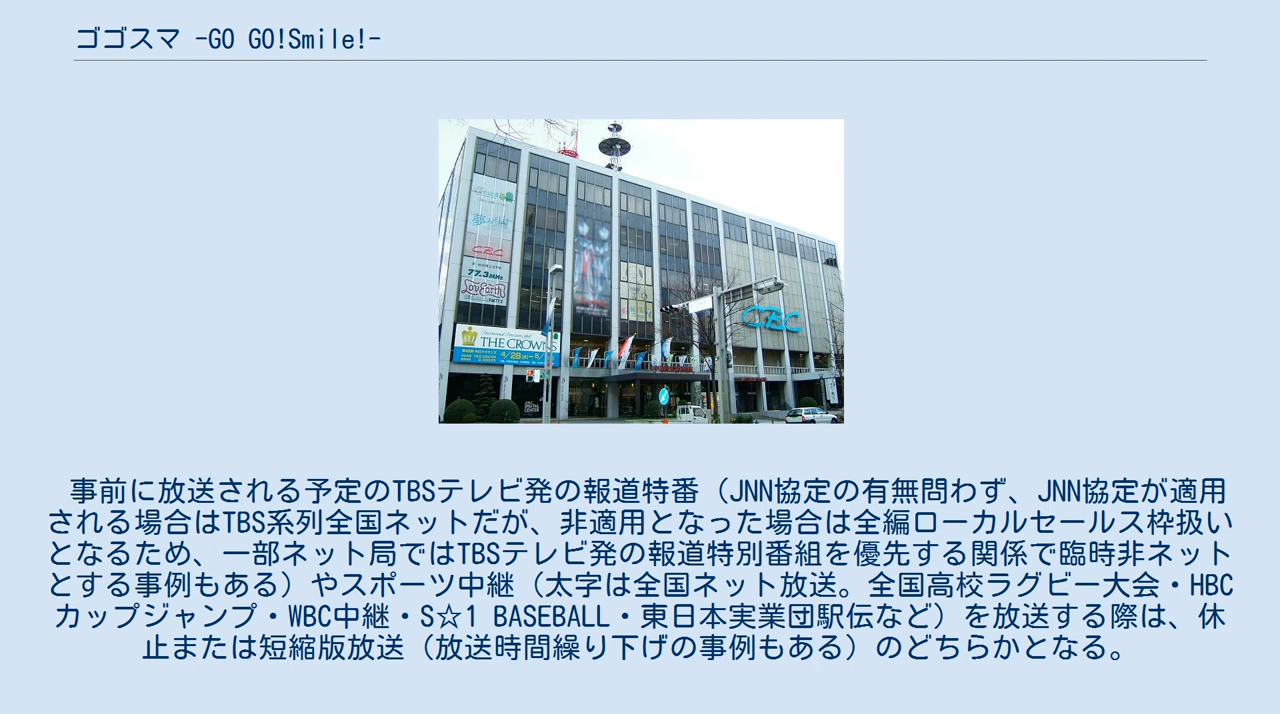 ゴゴスマ -GO GO!Smile!-
CBC
77.3MHz
Love Earth
THE CROWNS
4/28
CBC
事前に放送される予定のTBSテレビ発の報道特番（JNN協定の有無問わず、JNN協定が適用
される場合はTBS系列全国ネットだが、非適用となった場合は全編ローカルセールス枠扱い
となるため、一部ネット局ではTBSテレビ発の報道特別番組を優先する関係で臨時非ネット
とする事例もある）やスポーツ中継（太字は全国ネット放送。全国高校ラグビー大会・HBC
カップジャンプ・WBC中継・S☆1 BASEBALL・東日本実業団駅伝など）を放送する際は、休
止または短縮版放送（放送時間繰り下げの事例もある）のどちらかとなる。